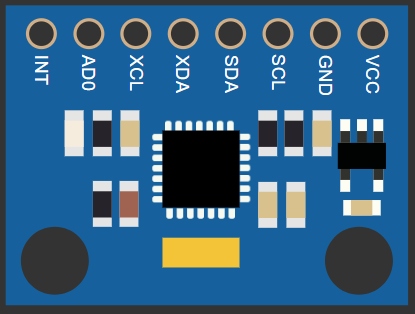 INT
AD0
XCL
XDA
SDA
SCL
GND
VCC